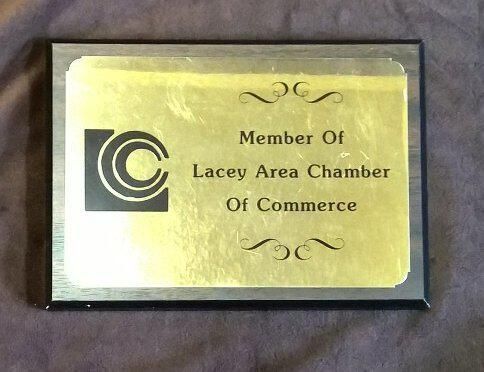 Member Of
Lacey Area Chamber
Of Commerce